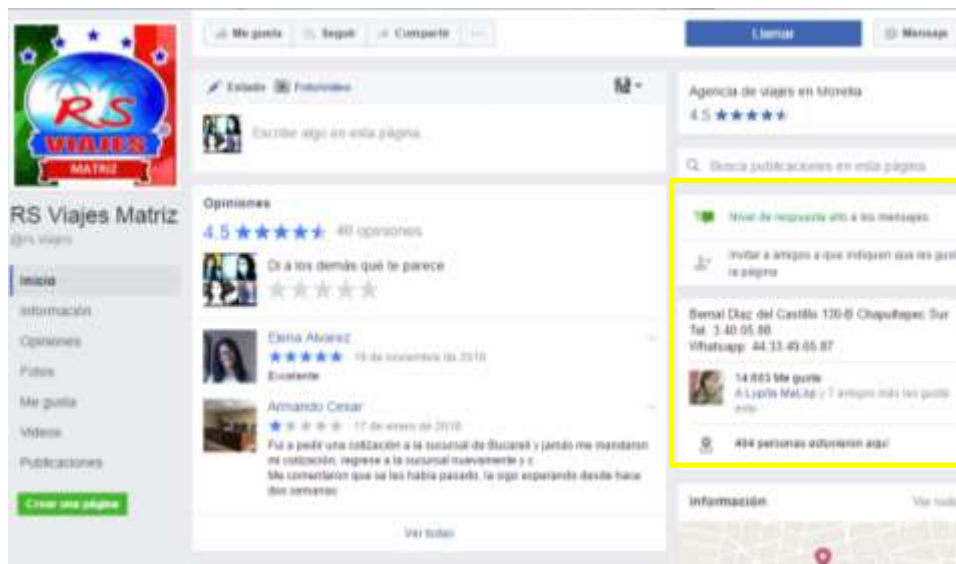 RS
VIAJES
MATRIZ
RS Viajes Matriz
@rs.viajes
Inicio
Información
Opiniones
Fotos
Me gusta
Videos
Publicaciones
Crear una página
Me gusta Seguir Compartir ...
Estado Foto/video
Escribe algo en esta página...
Opiniones
4.5 46 opiniones
Di a los demás qué te parece
Elena Alvarez
19 de noviembre de 2016
Excelente
Armando Cesar
17 de enero de 2016
Fui a pedir una cotización a la sucursal de Bucareli y jamás me mandaron
mi cotización, regrese a la sucursal nuevamente y c
Me comentaron que se les había pasado, la sigo esperando desde hace
dos semanas
Ver todas
Llamar Mensaje
Agencia de viajes en Morelia
4.5
Busca publicaciones en esta página
Nivel de respuesta alto a los mensajes
Invitar a amigos a que indiquen que les gust
la página
Bernal Díaz del Castillo 130-B Chapultepec Sur
Tel. 3.40.05.88
Whatsapp: 44.33.49.65.87
14.603 Me gusta
A Lupita y 7 amigos más les gusta
esto
404 personas estuvieron aquí
Información Ver todo